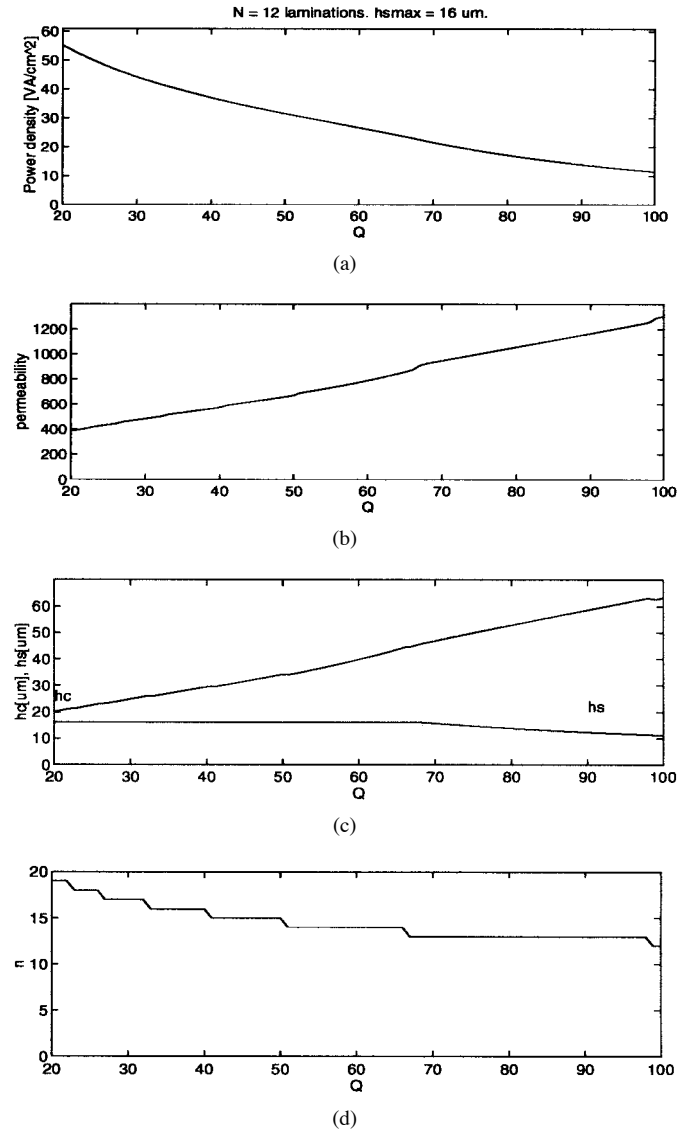 N = 12 laminations. hsmax = 16 um.
Power density [VA/cm^2]
60
50
40
30
20
10
0
20 30 40 50 60 70 80 90 100
Q
(a)
permeability
1200
1000
800
600
400
200
0
20 30 40 50 60 70 80 90 100
Q
(b)
hc[um], hs[um]
60
50
40
30
20
10
0
hc
hs
20 30 40 50 60 70 80 90 100
Q
(c)
n
20
15
10
5
0
20 30 40 50 60 70 80 90 100
Q
(d)